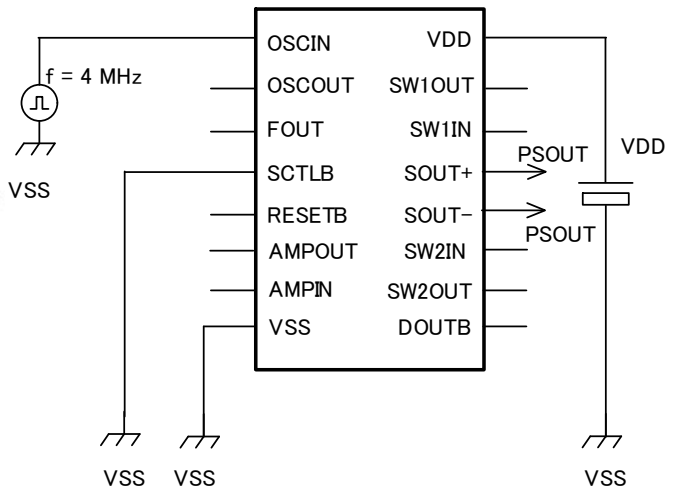 OSCIN
VDD
f = 4 MHz
OSCOUT
SW1OUT
FOUT
SW1IN
PSOUT
VDD
SCTLB
SOUT+
VSS
RESETB
SOUT−
PSOUT
AMPOUT
SW2IN
AMPIN
SW2OUT
VSS
DOUTB
VSS
VSS
VSS